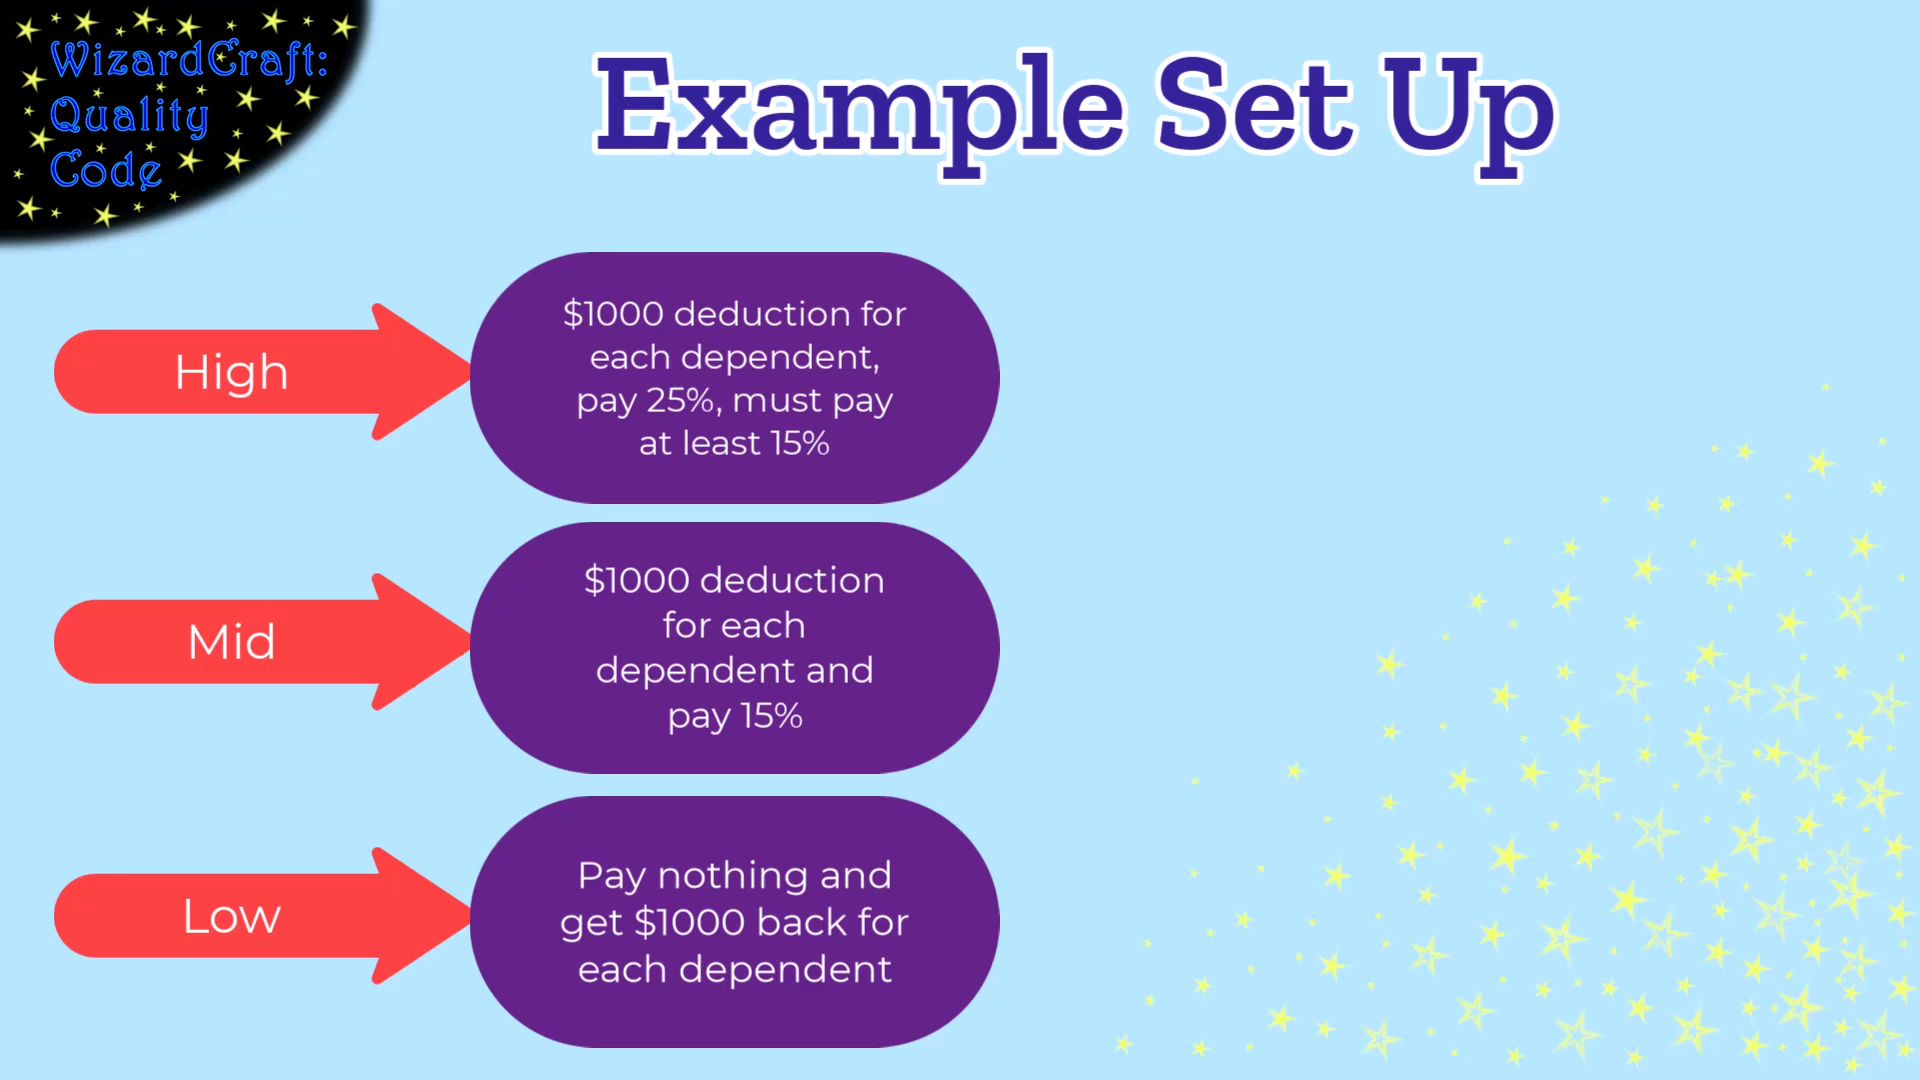 WizardCraft:
Quality
Code
Example Set Up
High
$1000 deduction for
each dependent,
pay 25%, must pay
at least 15%
Mid
$1000 deduction
for each
dependent and
pay 15%
Low
Pay nothing and
get $1000 back for
each dependent